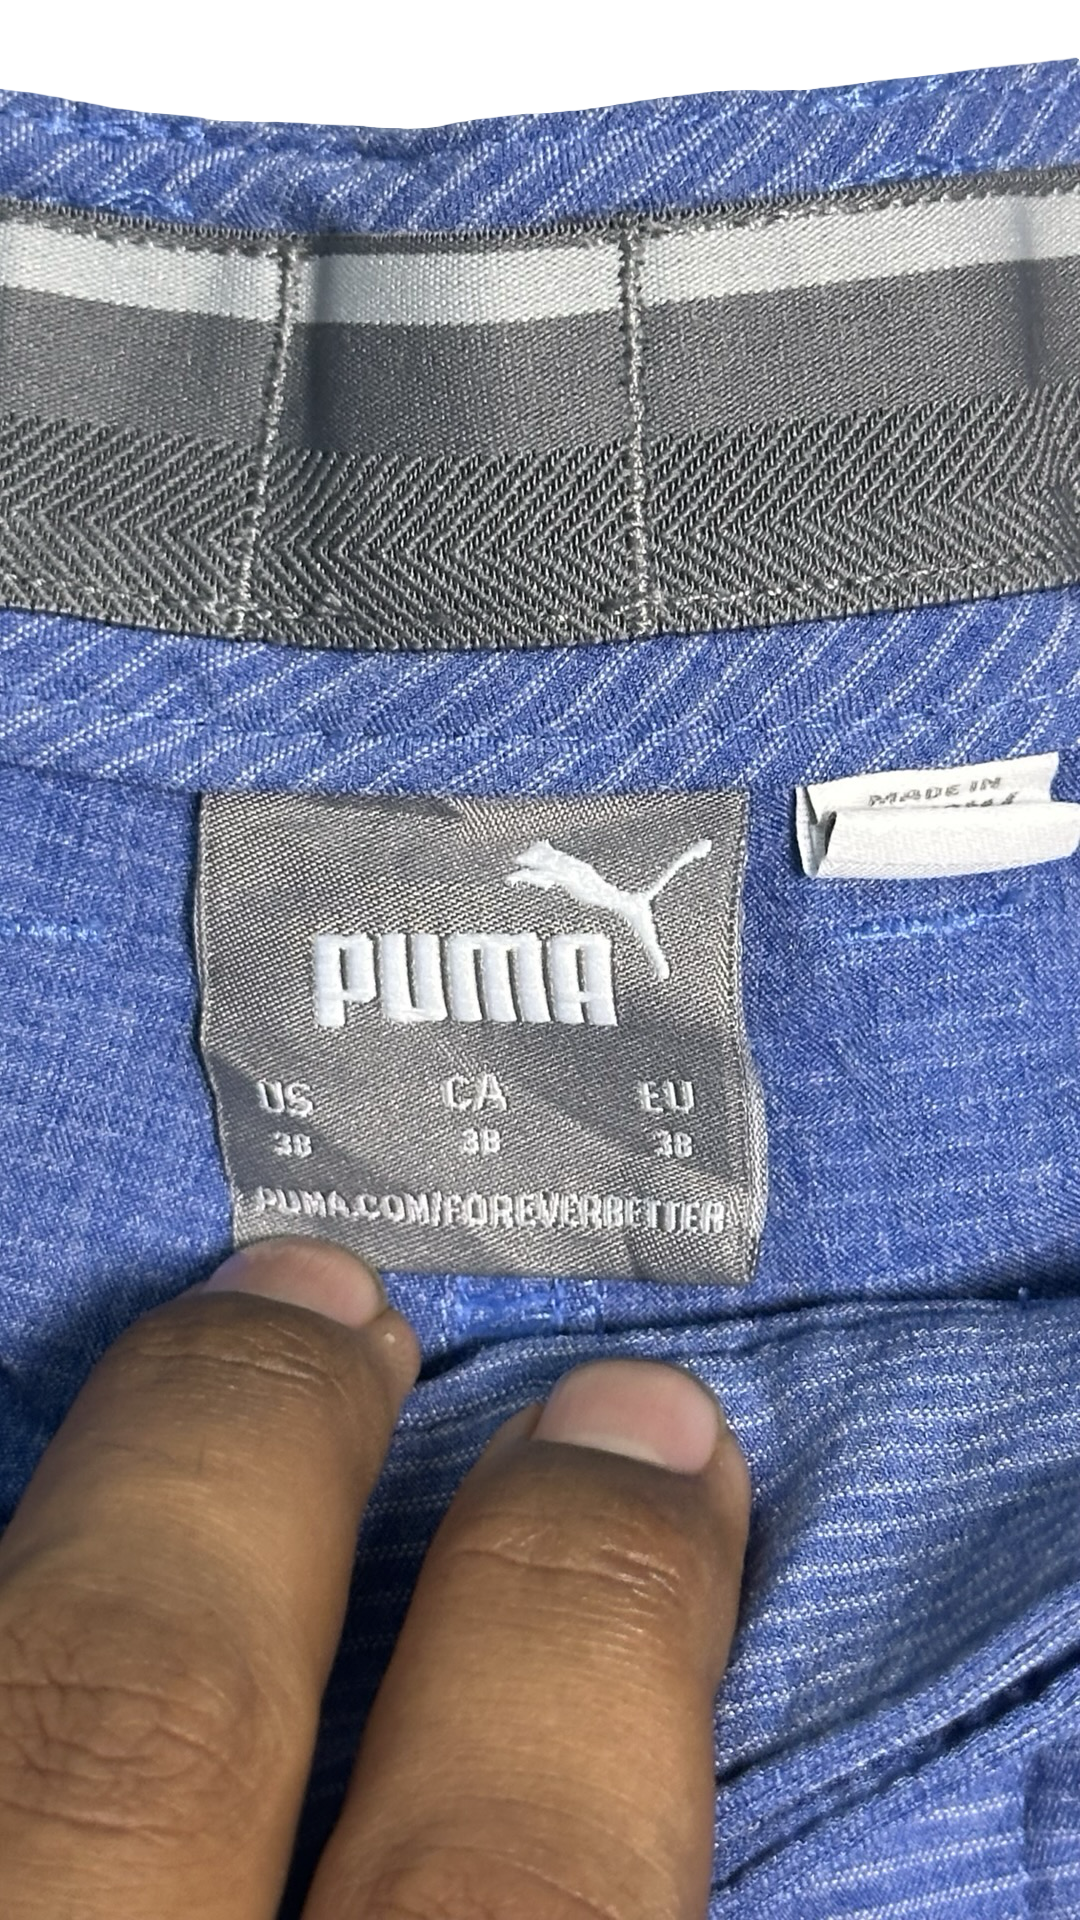 MADE IN
PUMA
US CA EU
38 38 38
PUMA.COM/FOREVERBETTER